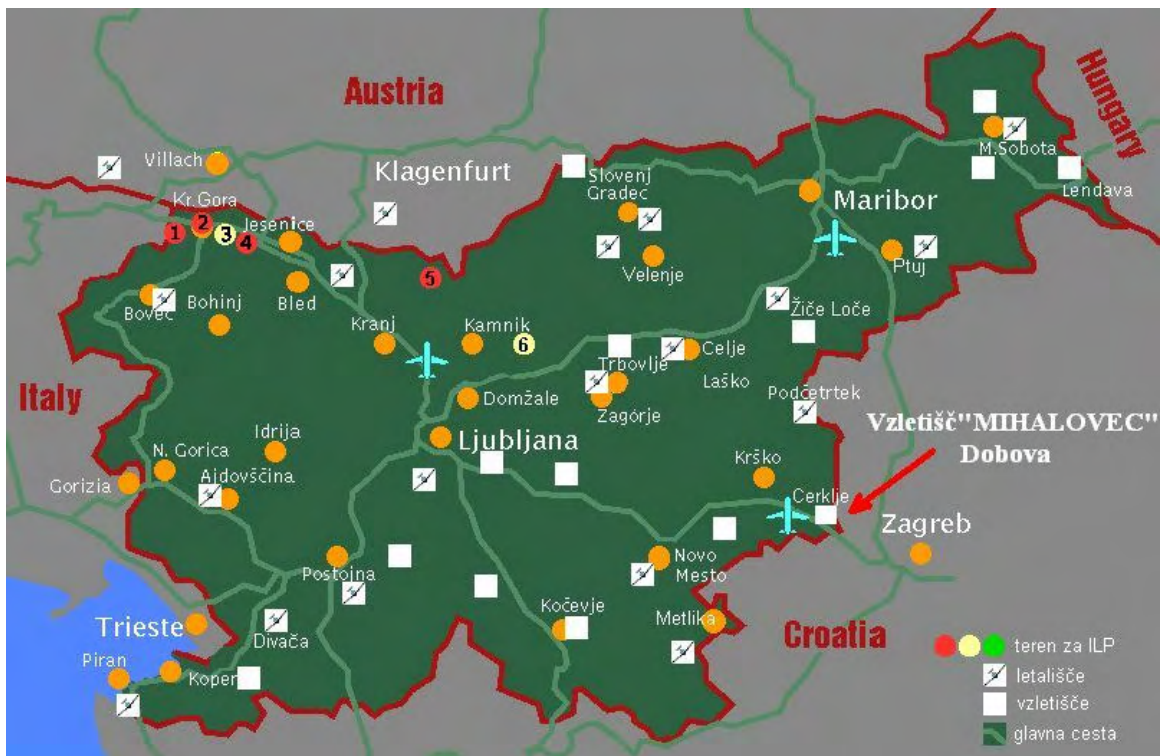 Austria
Hungary
Villach
Klagenfurt
Slovenj
Gradec
M.Sobota
Lendava
Kr.Gora
1
2
3
4
Jesenice
Maribor
5
Velenje
Ptuj
Bovec
Bohinj
Bled
Žiče Loče
Kranj
Kamnik
6
Trbovlje
Celje
Laško
Italy
Domžale
Zagorje
Podčetrtek
Vzletišč"MIHALOVEC"
Dobova
Idrija
Ljubljana
N. Gorica
Ajdovščina
Gorizia
Krško
Cerklje
Zagreb
Postojna
Novo
Mesto
Trieste
Divača
Kočevje
Metlika
Croatia
Piran
Koper
teren za ILP
letališče
vzletišče
glavna cesta